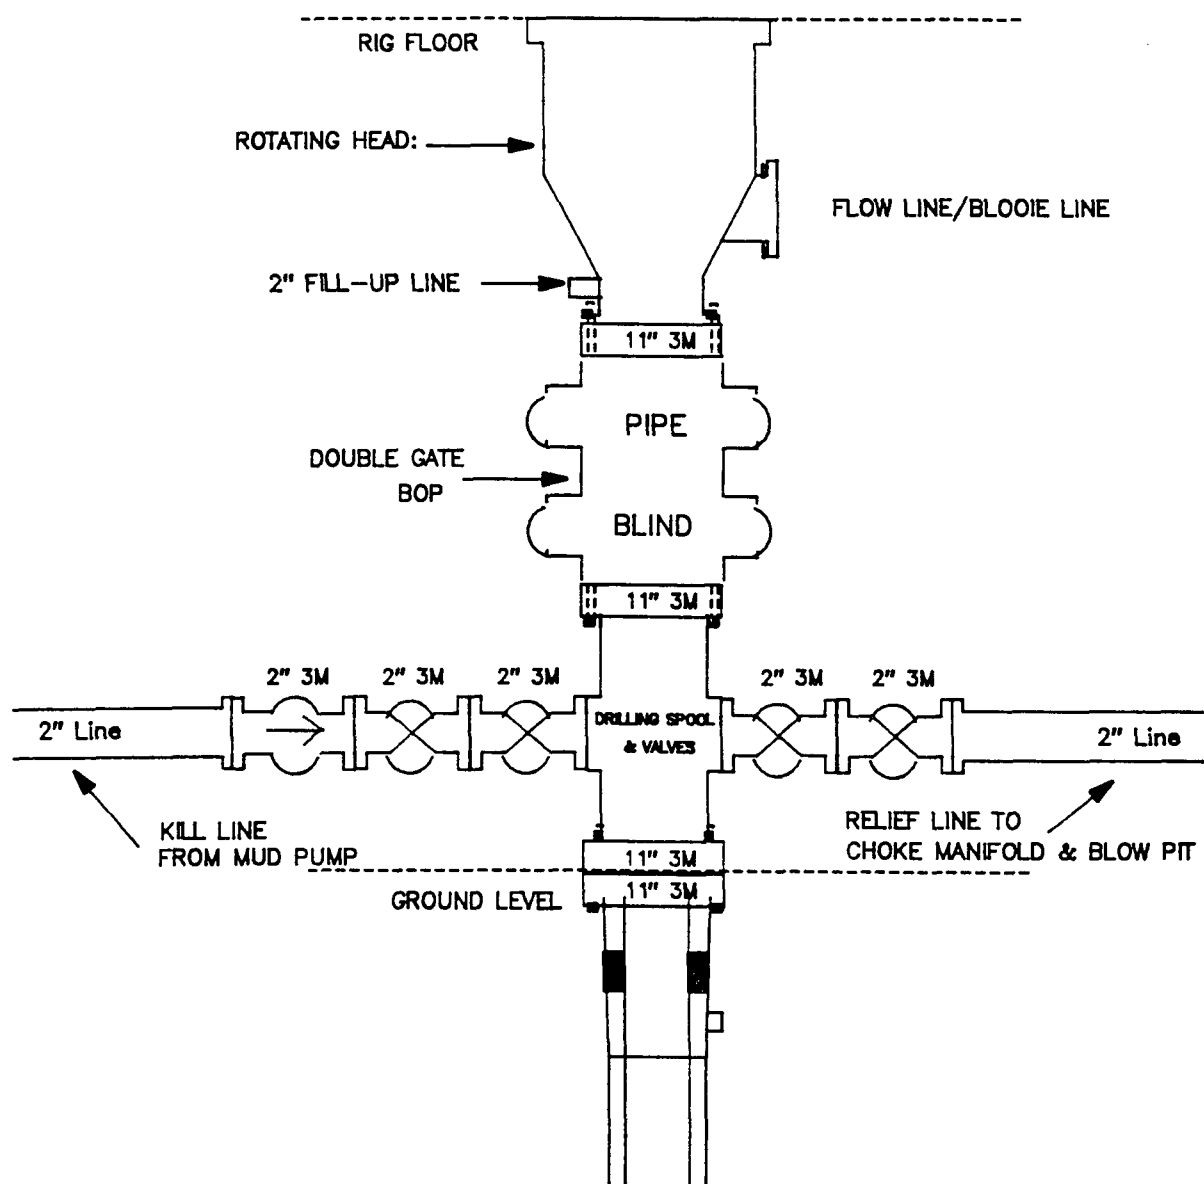 RIG FLOOR
ROTATING HEAD:
FLOW LINE/BLOOIE LINE
2" FILL-UP LINE
11" 3M
PIPE
DOUBLE GATE
BOP
BLIND
11" 3M
2" 3M
2" 3M
2" 3M
2" 3M
2" 3M
2" Line
DRILLING SPOOL
& VALVES
2" Line
KILL LINE
FROM MUD PUMP
RELIEF LINE TO
CHOKE MANIFOLD & BLOW PIT
11" 3M
11" 3M
GROUND LEVEL